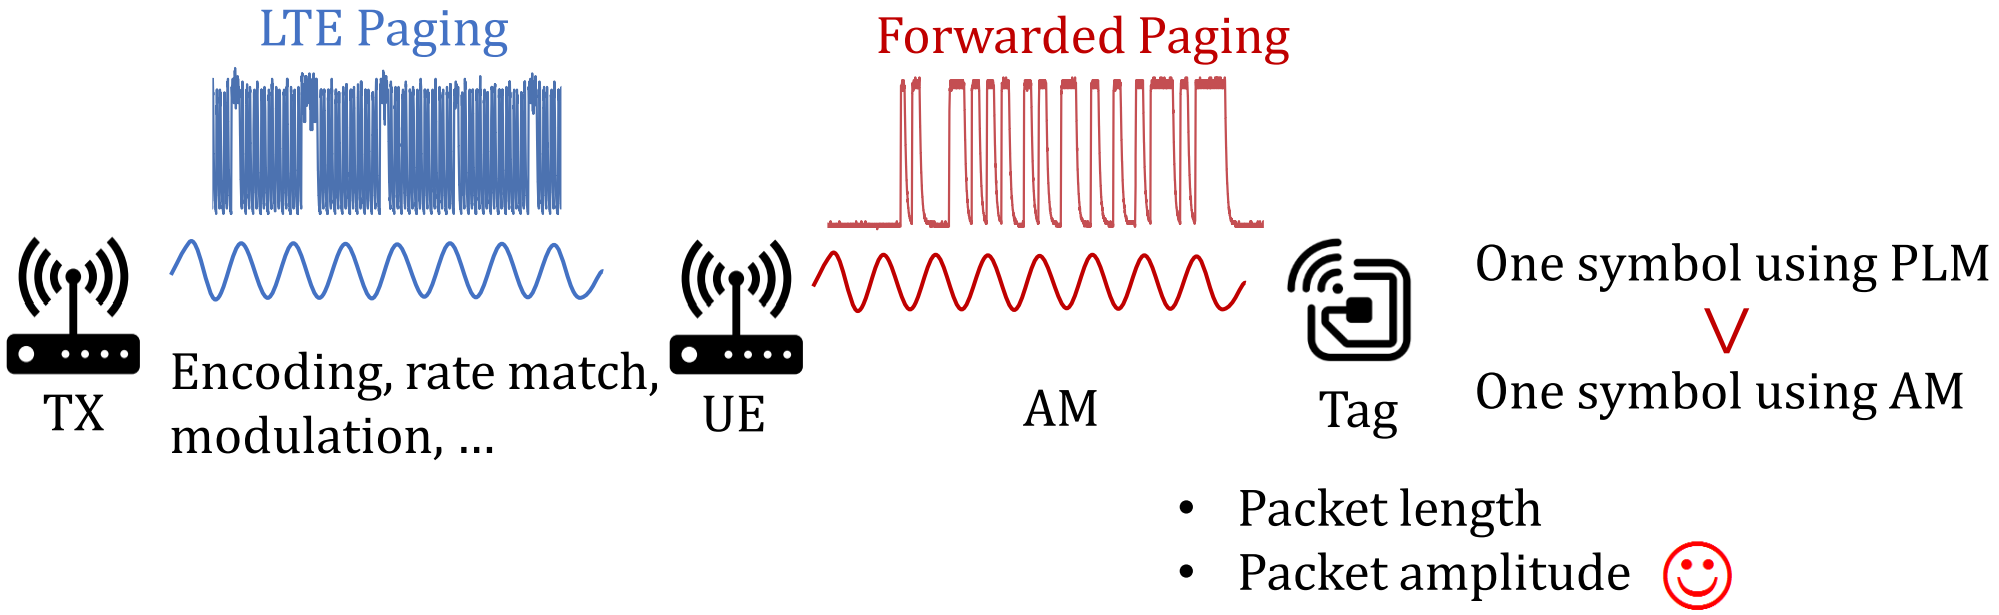 LTE Paging
Forwarded Paging
TX
Encoding, rate match,
modulation, ...
UE
AM
Tag
One symbol using PLM
>
One symbol using AM
• Packet length
• Packet amplitude